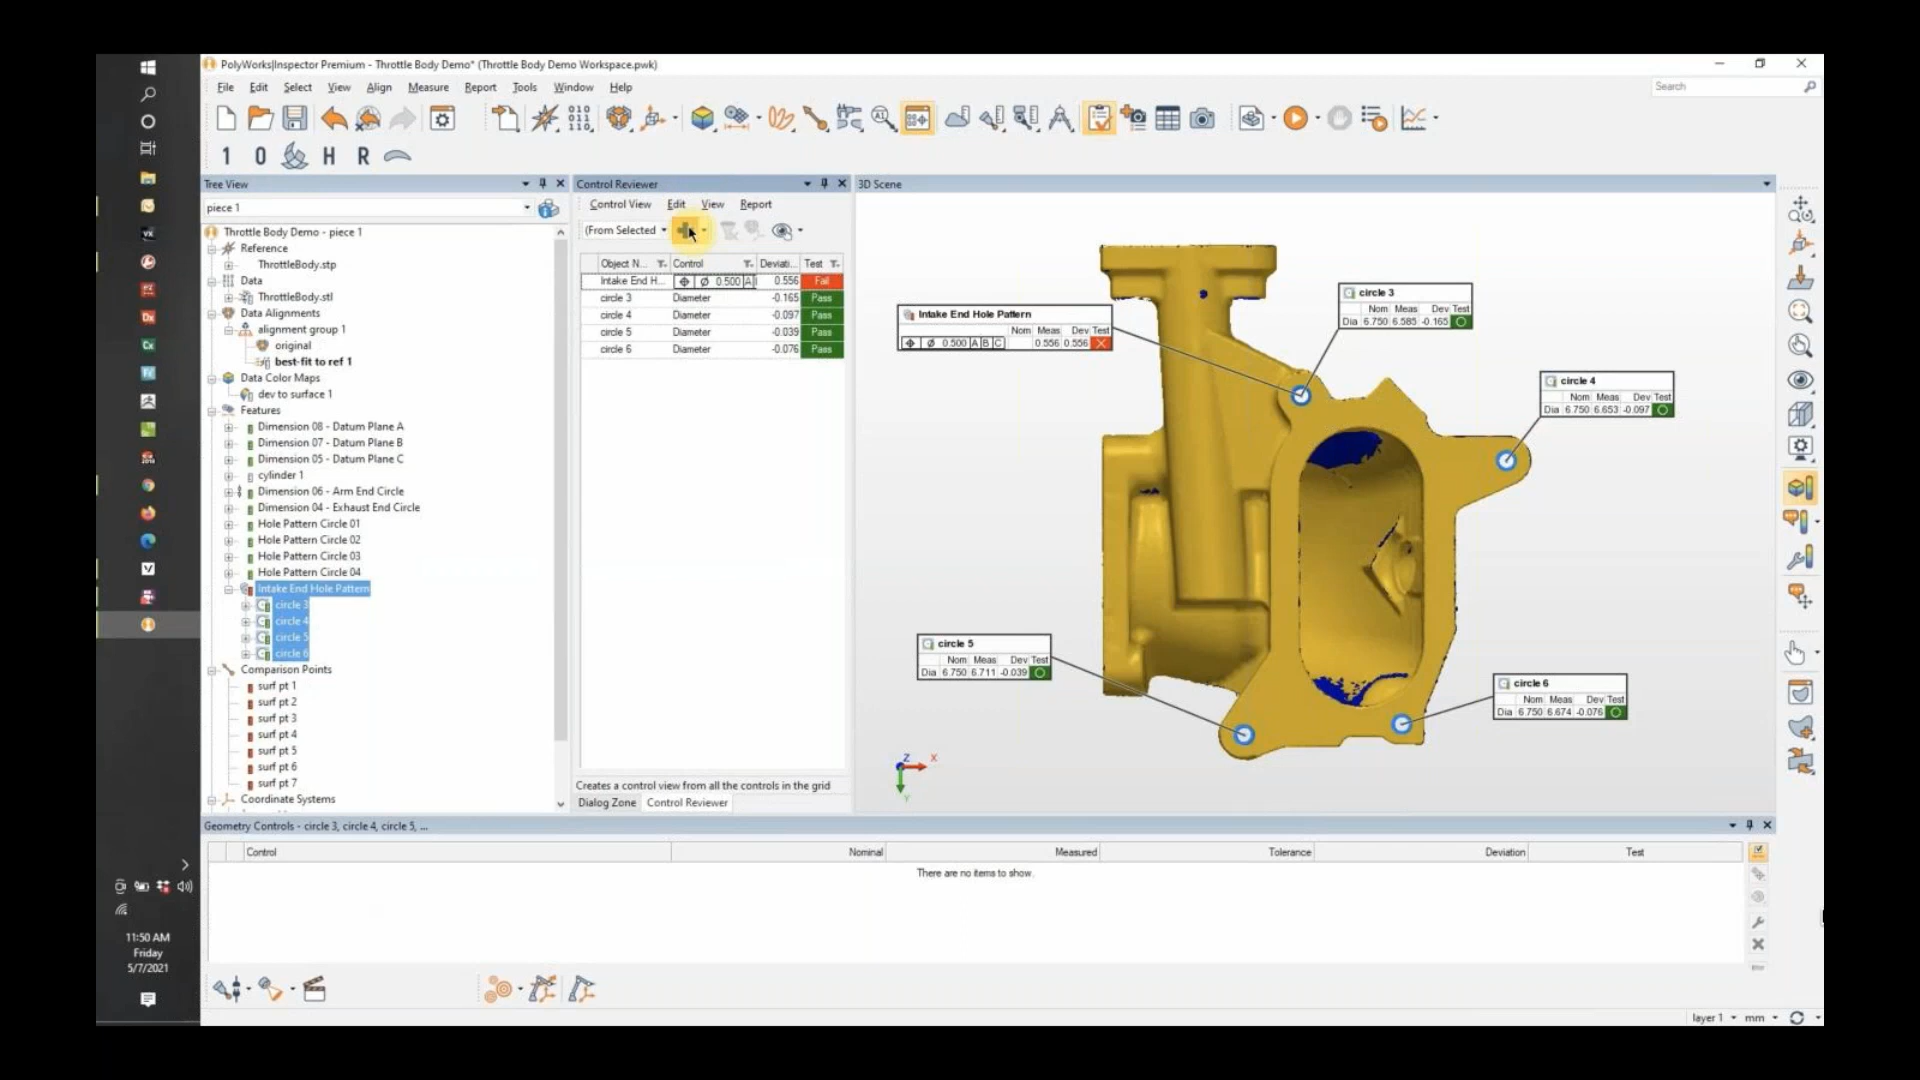 PolyWorks|Inspector Premium - Throttle Body Demo* (Throttle Body Demo Workspace.pwk)
File Edit Select View Align Measure Report Tools Window Help
Search
1 0 H R
Tree View
piece 1
Throttle Body Demo - piece 1
Reference
ThrottleBody.stp
Data
ThrottleBody.stl
Data Alignments
alignment group 1
original
best-fit to ref 1
Data Color Maps
dev to surface 1
Features
Dimension 08 - Datum Plane A
Dimension 07 - Datum Plane B
Dimension 05 - Datum Plane C
cylinder 1
Dimension 06 - Arm End Circle
Dimension 04 - Exhaust End Circle
Hole Pattern Circle 01
Hole Pattern Circle 02
Hole Pattern Circle 03
Hole Pattern Circle 04
Intake End Hole Pattern
circle 3
circle 4
circle 5
circle 6
Comparison Points
surf pt 1
surf pt 2
surf pt 3
surf pt 4
surf pt 5
surf pt 6
surf pt 7
Coordinate Systems
Control Reviewer
Control View Edit View Report
(From Selected
Object N... Control Deviati... Test
Intake End H... ⌖ Ø 0.500 A 0.556 Fail
circle 3 Diameter -0.165 Pass
circle 4 Diameter -0.097 Pass
circle 5 Diameter -0.039 Pass
circle 6 Diameter -0.076 Pass
Creates a control view from all the controls in the grid
Dialog Zone Control Reviewer
3D Scene
Intake End Hole Pattern
Nom Meas Dev Test
⌖ Ø 0.500 A B C 0.556 0.556
circle 3
Nom Meas Dev Test
Dia 6.750 6.585 -0.165
circle 4
Nom Meas Dev Test
Dia 6.750 6.653 -0.097
circle 5
Nom Meas Dev Test
Dia 6.750 6.711 -0.039
circle 6
Nom Meas Dev Test
Dia 6.750 6.674 -0.076
Z X
Y
Geometry Controls - circle 3, circle 4, circle 5, ...
Control Nominal Measured Tolerance Deviation Test
There are no items to show.
layer 1 mm
11:50 AM
Friday
5/7/2021